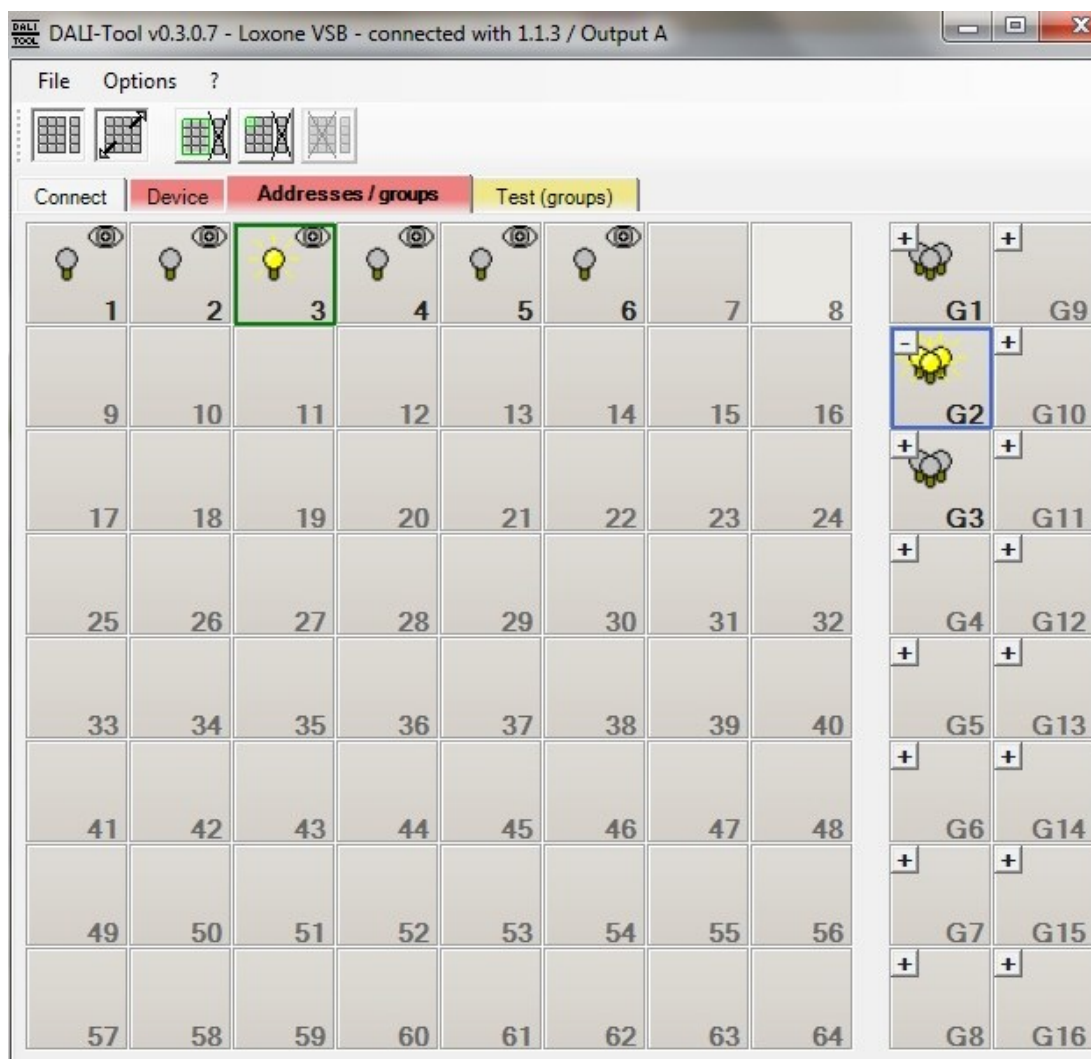 DALI TOOL DALI-Tool v0.3.0.7 - Loxone VSB - connected with 1.1.3 / Output A
File Options ?
Connect Device Addresses / groups Test (groups)
1 2 3 4 5 6 7 8 G1 G9
9 10 11 12 13 14 15 16 G2 G10
17 18 19 20 21 22 23 24 G3 G11
25 26 27 28 29 30 31 32 G4 G12
33 34 35 36 37 38 39 40 G5 G13
41 42 43 44 45 46 47 48 G6 G14
49 50 51 52 53 54 55 56 G7 G15
57 58 59 60 61 62 63 64 G8 G16